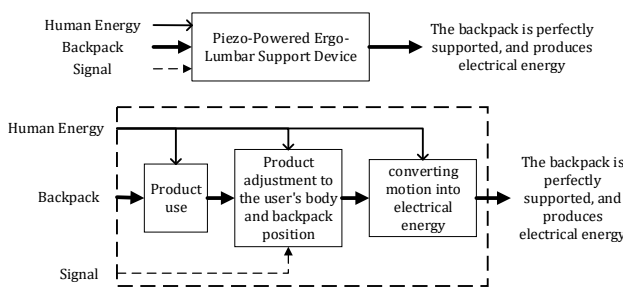 Human Energy
Backpack
Signal
Piezo-Powered Ergo-
Lumbar Support Device
The backpack is perfectly
supported, and produces
electrical energy
Human Energy
Backpack
Signal
Product
use
Product
adjustment to
the user's body
and backpack
position
converting
motion into
electrical
energy
The backpack is
perfectly
supported, and
produces
electrical energy